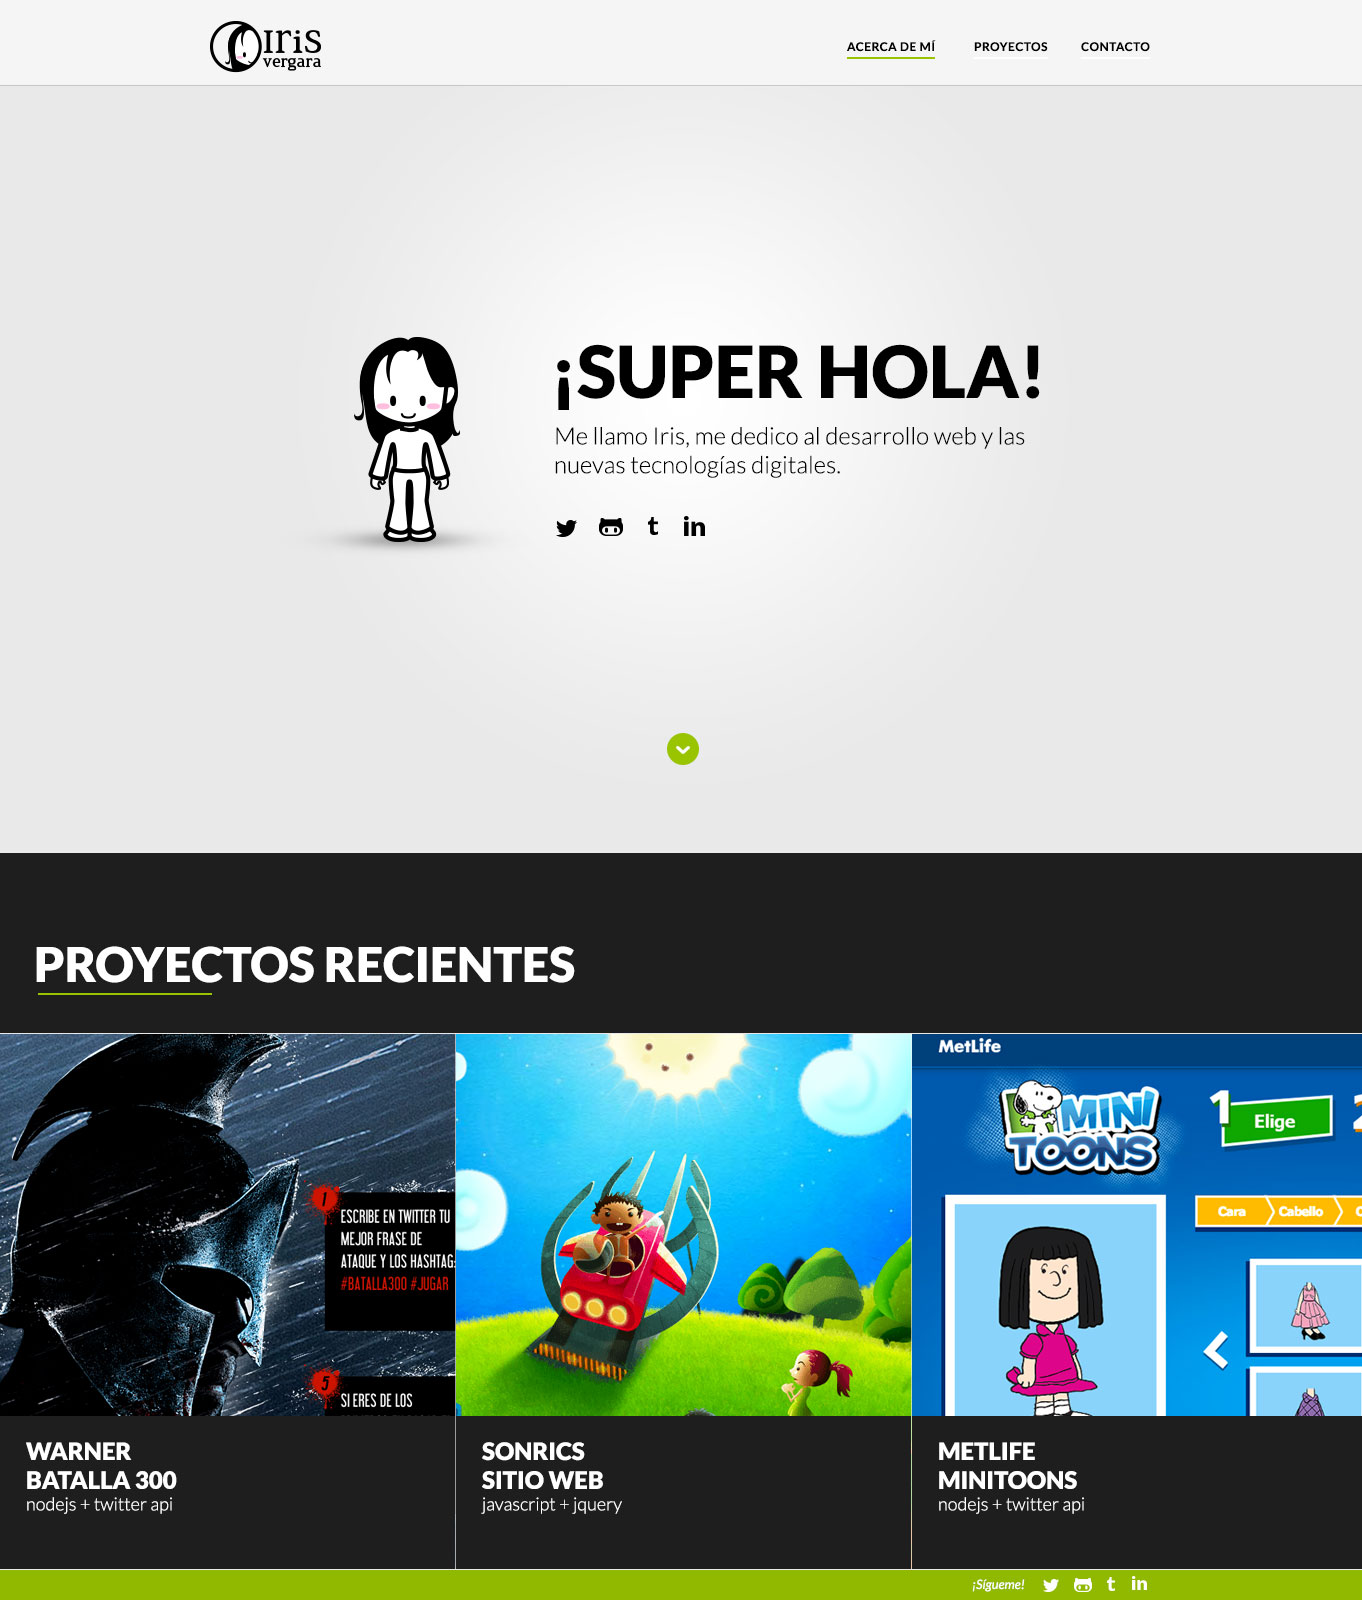 Iris
vergara
ACERCA DE MÍ
PROYECTOS
CONTACTO
¡SUPER HOLA!
Me llamo Iris, me dedico al desarrollo web y las
nuevas tecnologías digitales.
PROYECTOS RECIENTES
1
ESCRIBE EN TWITTER TU
MEJOR FRASE DE
ATAQUE Y LOS HASHTAG
#BATALLA300 #JUGAR
5
SI ERES DE LOS
MetLife
MINI
TOONS
1
Elige
Cara
Cabello
WARNER
BATALLA 300
nodejs + twitter api
SONRICS
SITIO WEB
javascript + jquery
METLIFE
MINITOONS
nodejs + twitter api
¡Sígueme!